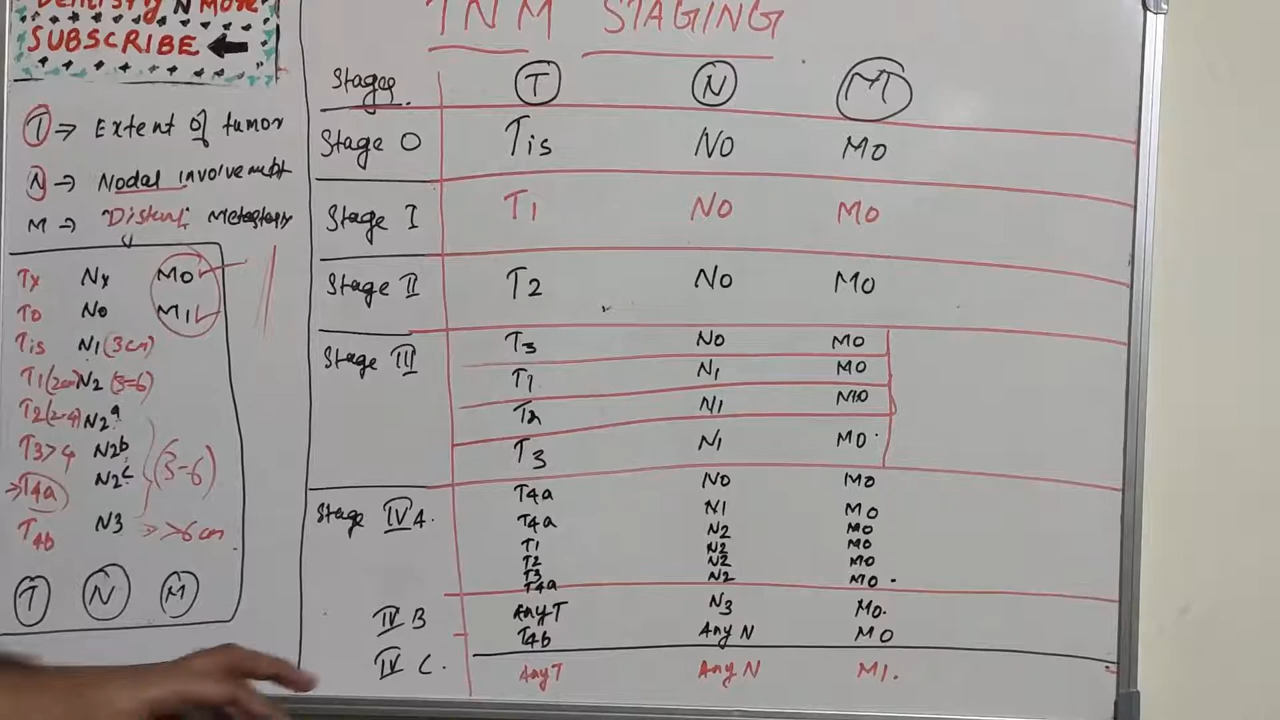 Dentistry N More
SUBSCRIBE
T => Extent of tumor
N -> Nodal involvement
M -> Distent metastasis
Tx Nx M0
T0 N0 M1
Tis N1 (3cm)
T1 (2cm) N2 (3-6)
T2 (2-4) N2a
T3>4 N2b
T4a N2c (3-6)
T4b N3 >>6cm
T N M
TNM STAGING
Stages T N M
Stage 0 Tis N0 M0
Stage I T1 N0 M0
Stage II T2 N0 M0
Stage III T3 N0 M0
T1 N1 M0
T2 N1 M0
T3 N1 M0
Stage IV A. T4a N0 M0
T4a N1 M0
T1 N2 M0
T2 N2 M0
T3 N2 M0
T4a N2 M0.
IV B Any T N3 M0.
T4b Any N M0
IV C. Any T Any N M1.